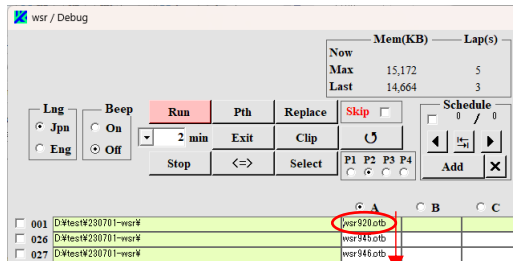 wsr / Debug
Mem(KB) Lap(s)
Now
Max 15,172 5
Last 14,664 3
Lng Beep Run Pth Replace Skip Schedule
0 / 0
Jpn On 2 min Exit Clip ↺
Eng Off Stop <=> Select P1 P2 P3 P4 Add X
A B C
001 D:¥test¥230701-wsr¥ wsr920.otb
026 D:¥test¥230701-wsr¥ wsr945.otb
027 D:¥test¥230701-wsr¥ wsr946.otb